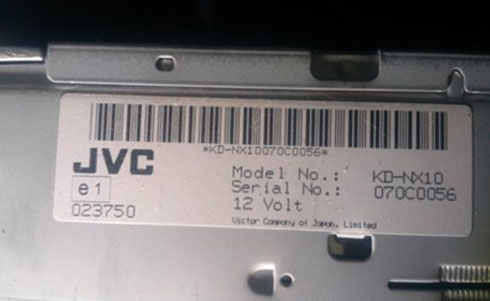 *KD-NX10070C0056*
JVC
Model No.: KD-NX10
e1
Serial No.: 070C0056
023750
12 Volt
Victor Company of Japan, Limited